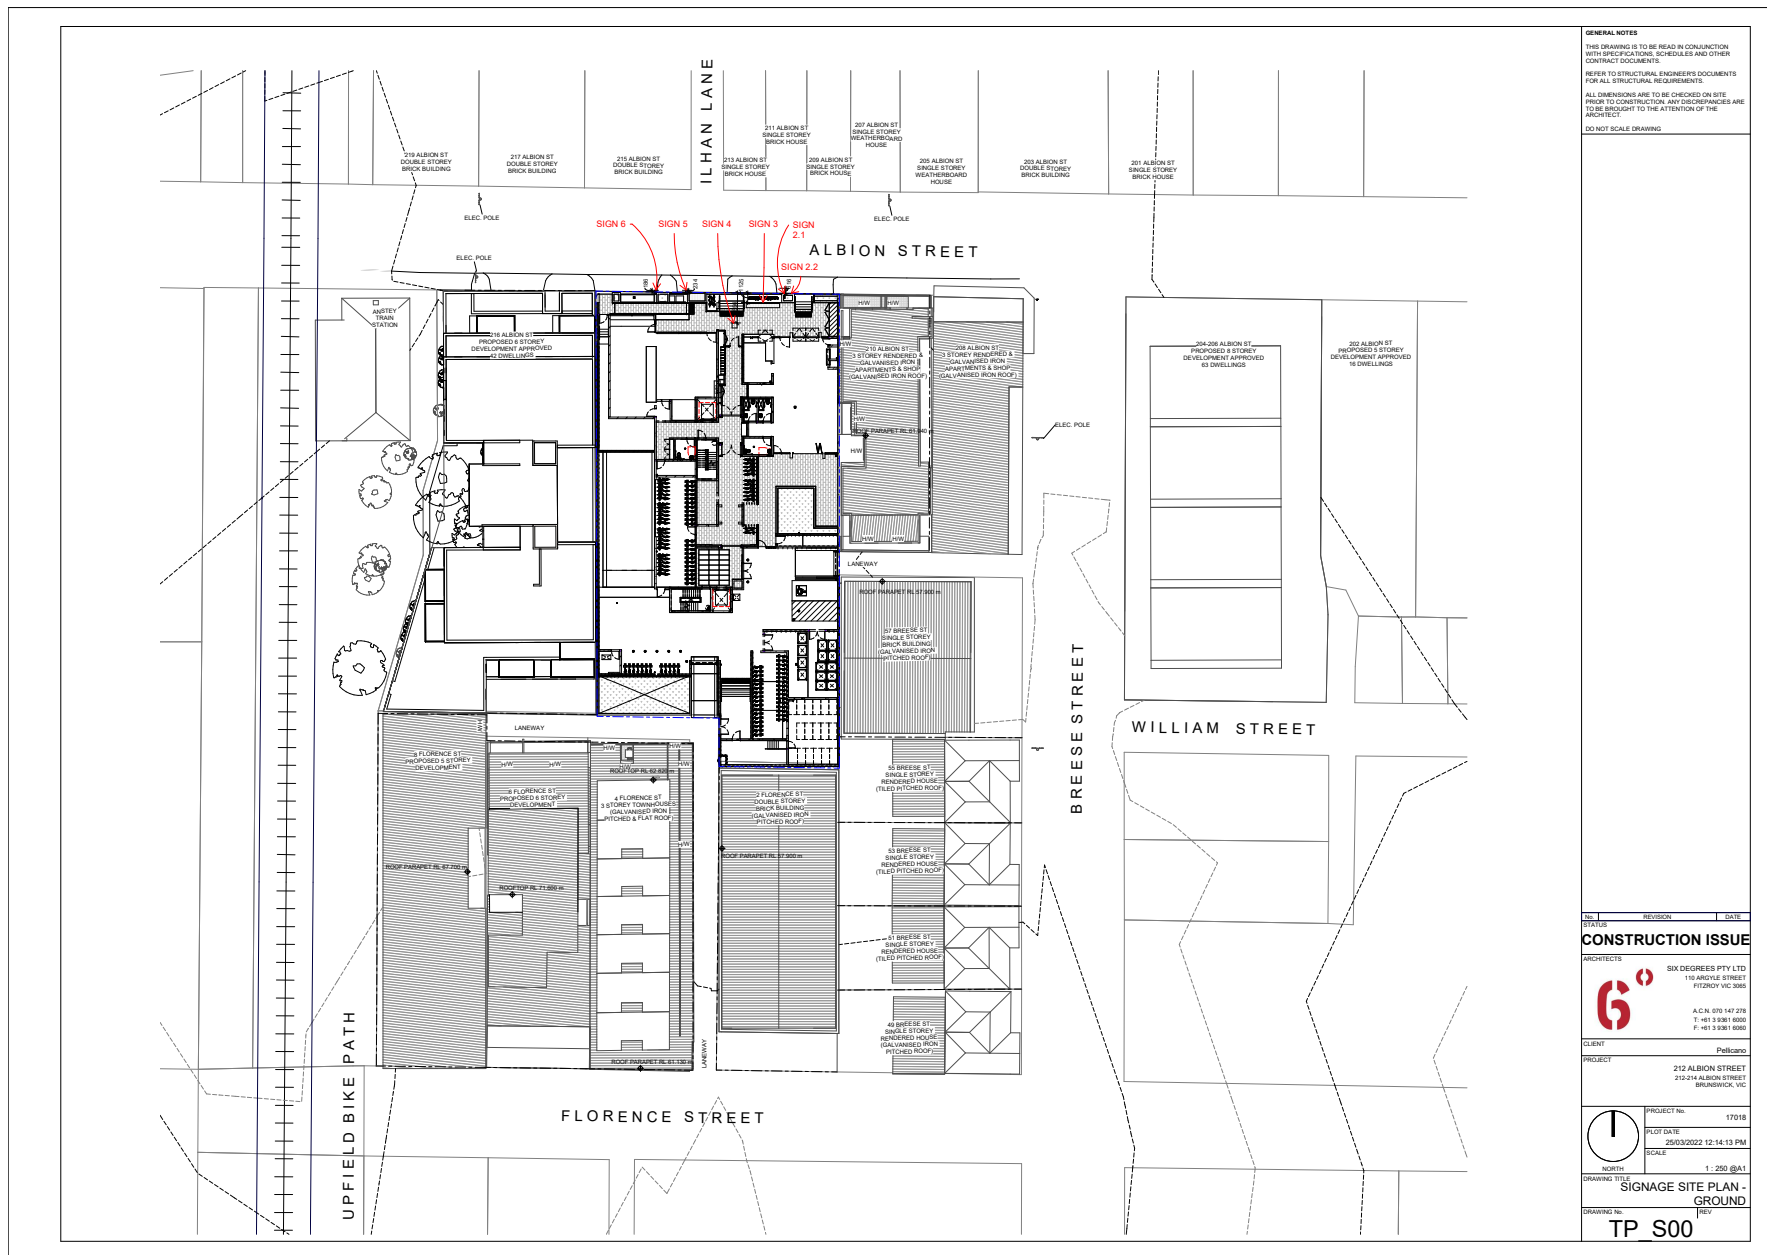 GENERAL NOTES
THIS DRAWING IS TO BE READ IN CONJUNCTION
WITH SPECIFICATIONS, SCHEDULES AND OTHER
CONTRACT DOCUMENTS.
REFER TO STRUCTURAL ENGINEER'S DOCUMENTS
FOR ALL STRUCTURAL REQUIREMENTS.
ALL DIMENSIONS ARE TO BE CHECKED ON SITE
PRIOR TO CONSTRUCTION. ANY DISCREPANCIES ARE
TO BE BROUGHT TO THE ATTENTION OF THE
ARCHITECT.
DO NOT SCALE DRAWING
ILHAN LANE
219 ALBION ST
DOUBLE STOREY
BRICK BUILDING
217 ALBION ST
DOUBLE STOREY
BRICK BUILDING
215 ALBION ST
DOUBLE STOREY
BRICK BUILDING
213 ALBION ST
SINGLE STOREY
BRICK HOUSE
211 ALBION ST
SINGLE STOREY
BRICK HOUSE
209 ALBION ST
SINGLE STOREY
BRICK HOUSE
207 ALBION ST
SINGLE STOREY
WEATHERBOARD
HOUSE
205 ALBION ST
SINGLE STOREY
WEATHERBOARD
HOUSE
203 ALBION ST
DOUBLE STOREY
BRICK BUILDING
201 ALBION ST
SINGLE STOREY
BRICK HOUSE
ELEC. POLE
ELEC. POLE
SIGN 6
SIGN 5
SIGN 4
SIGN 3
SIGN
2.1
SIGN 2.2
ALBION STREET
ELEC. POLE
ANSTEY
TRAIN
STATION
216 ALBION ST
PROPOSED 6 STOREY
DEVELOPMENT APPROVED
42 DWELLINGS
H/W
H/W
H/W
210 ALBION ST
3 STOREY RENDERED &
GALVANISED IRON
APARTMENTS & SHOP
(GALVANISED IRON ROOF)
208 ALBION ST
3 STOREY RENDERED &
GALVANISED IRON
APARTMENTS & SHOP
(GALVANISED IRON ROOF)
204-206 ALBION ST
PROPOSED 8 STOREY
DEVELOPMENT APPROVED
63 DWELLINGS
202 ALBION ST
PROPOSED 5 STOREY
DEVELOPMENT APPROVED
16 DWELLINGS
H/W
H/W
H/W
H/W
ELEC. POLE
LANEWAY
ROOF PARAPET RL 57.900 m
57 BREESE ST
SINGLE STOREY
BRICK BUILDING
(GALVANISED IRON
PITCHED ROOF)
BREESE STREET
WILLIAM STREET
LANEWAY
H/W
8 FLORENCE ST
PROPOSED 5 STOREY
DEVELOPMENT
H/W
H/W
6 FLORENCE ST
PROPOSED 6 STOREY
DEVELOPMENT
H/W
H/W
H/W
H/W
ROOFTOP RL 62.820 m
4 FLORENCE ST
3 STOREY TOWNHOUSES
(GALVANISED IRON
PITCHED & FLAT ROOF)
H/W
2 FLORENCE ST
DOUBLE STOREY
BRICK BUILDING
(GALVANISED IRON
PITCHED ROOF)
ROOF PARAPET RL 57.900 m
55 BREESE ST
SINGLE STOREY
RENDERED HOUSE
(TILED PITCHED ROOF)
53 BREESE ST
SINGLE STOREY
RENDERED HOUSE
(TILED PITCHED ROOF)
51 BREESE ST
SINGLE STOREY
RENDERED HOUSE
(TILED PITCHED ROOF)
49 BREESE ST
SINGLE STOREY
RENDERED HOUSE
(GALVANISED IRON
PITCHED ROOF)
ROOF PARAPET RL 67.700 m
ROOFTOP RL 71.600 m
ROOF PARAPET RL 61.130 m
LANEWAY
UPFIELD BIKE PATH
FLORENCE STREET
No. REVISION DATE
STATUS
CONSTRUCTION ISSUE
ARCHITECTS
6°
SIX DEGREES PTY LTD
110 ARGYLE STREET
FITZROY VIC 3065
A.C.N. 070 147 278
T: +61 3 9361 6000
F: +61 3 9361 6060
CLIENT
Pellicano
PROJECT
212 ALBION STREET
212-214 ALBION STREET
BRUNSWICK, VIC
PROJECT No.
17018
PLOT DATE
25/03/2022 12:14:13 PM
SCALE
1 : 250 @A1
NORTH
DRAWING TITLE
SIGNAGE SITE PLAN -
GROUND
DRAWING No.
REV
TP_S00